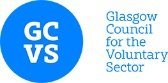 GC
VS
Glasgow
Council
for the
Voluntary
Sector